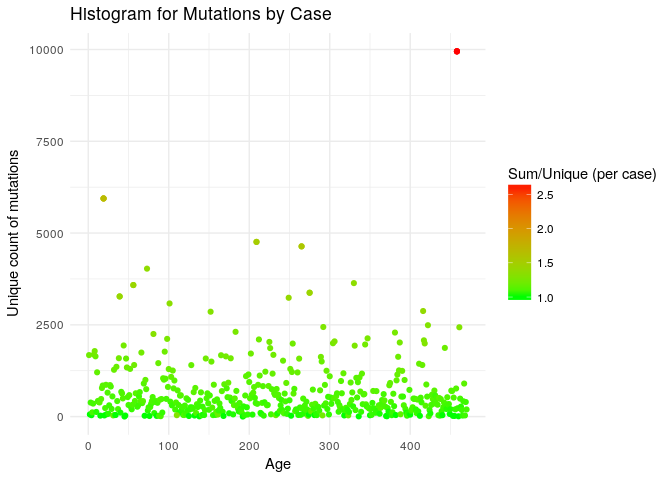 Histogram for Mutations by Case
10000
7500
5000
2500
0
Unique count of mutations
0 100 200 300 400
Age
Sum/Unique (per case)
2.5
2.0
1.5
1.0